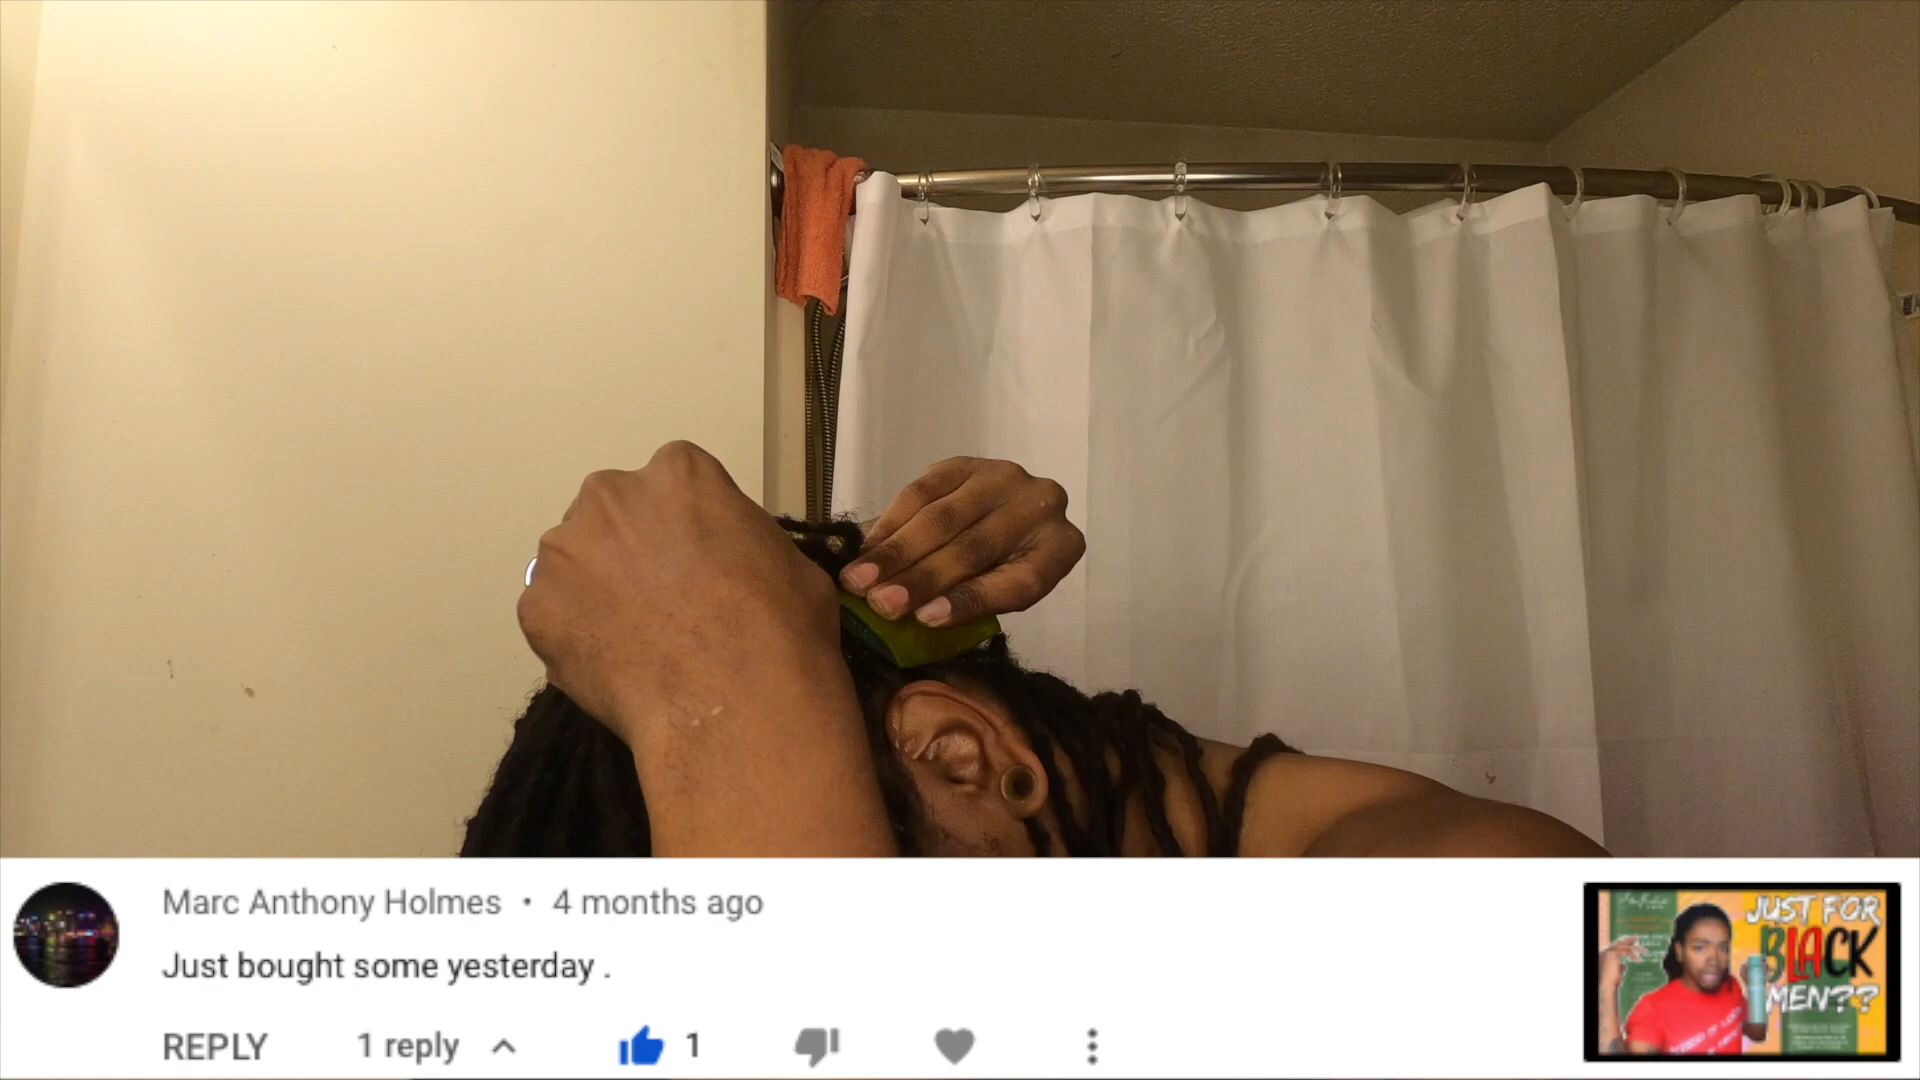 Marc Anthony Holmes • 4 months ago
Just bought some yesterday .
REPLY 1 reply 1
JUST FOR
BLACK
MEN??